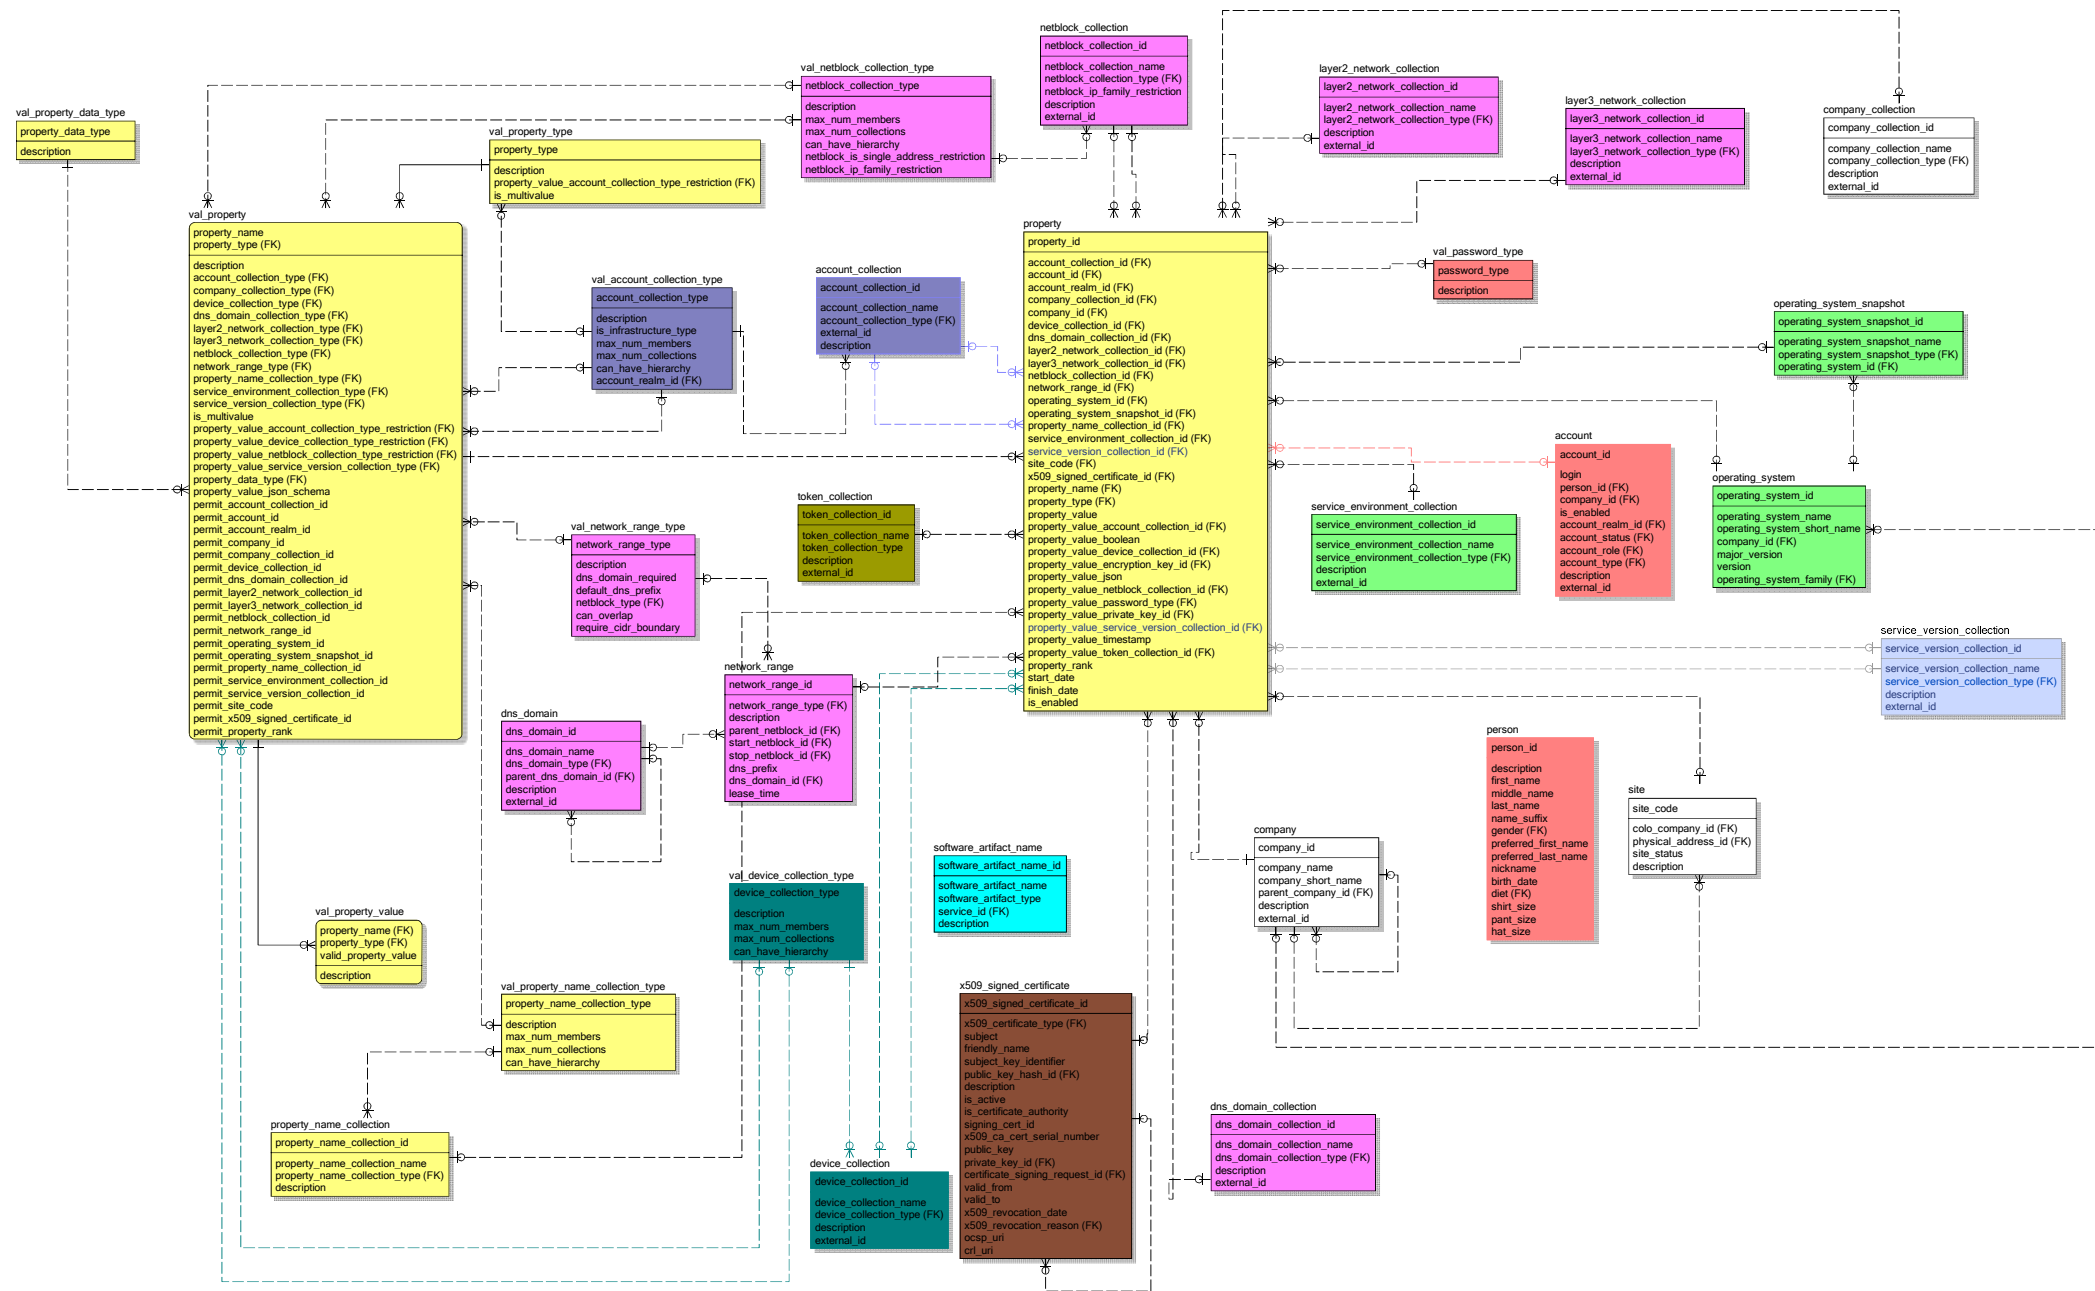 netblock_collection
netblock_collection_id
netblock_collection_name
netblock_collection_type (FK)
netblock_ip_family_restriction
description
external_id
val_netblock_collection_type
netblock_collection_type
description
max_num_members
max_num_collections
can_have_hierarchy
netblock_is_single_address_restriction
netblock_ip_family_restriction
layer2_network_collection
layer2_network_collection_id
layer2_network_collection_name
layer2_network_collection_type (FK)
description
external_id
layer3_network_collection
layer3_network_collection_id
layer3_network_collection_name
layer3_network_collection_type (FK)
description
external_id
company_collection
company_collection_id
company_collection_name
company_collection_type (FK)
description
external_id
val_property_data_type
property_data_type
description
val_property_type
property_type
description
property_value_account_collection_type_restriction (FK)
is_multivalue
val_property
property_name
property_type (FK)
description
account_collection_type (FK)
company_collection_type (FK)
device_collection_type (FK)
dns_domain_collection_type (FK)
layer2_network_collection_type (FK)
layer3_network_collection_type (FK)
netblock_collection_type (FK)
network_range_type (FK)
property_name_collection_type (FK)
service_environment_collection_type (FK)
service_version_collection_type (FK)
is_multivalue
property_value_account_collection_type_restriction (FK)
property_value_device_collection_type_restriction (FK)
property_value_netblock_collection_type_restriction (FK)
property_value_service_version_collection_type (FK)
property_data_type (FK)
property_value_json_schema
permit_account_collection_id
permit_account_id
permit_account_realm_id
permit_company_id
permit_company_collection_id
permit_device_collection_id
permit_dns_domain_collection_id
permit_layer2_network_collection_id
permit_layer3_network_collection_id
permit_netblock_collection_id
permit_network_range_id
permit_operating_system_id
permit_operating_system_snapshot_id
permit_property_name_collection_id
permit_service_environment_collection_id
permit_service_version_collection_id
permit_site_code
permit_x509_signed_certificate_id
permit_property_rank
val_account_collection_type
account_collection_type
description
is_infrastructure_type
max_num_members
max_num_collections
can_have_hierarchy
account_realm_id (FK)
account_collection
account_collection_id
account_collection_name
account_collection_type (FK)
external_id
description
property
property_id
account_collection_id (FK)
account_id (FK)
account_realm_id (FK)
company_collection_id (FK)
company_id (FK)
device_collection_id (FK)
dns_domain_collection_id (FK)
layer2_network_collection_id (FK)
layer3_network_collection_id (FK)
netblock_collection_id (FK)
network_range_id (FK)
operating_system_id (FK)
operating_system_snapshot_id (FK)
property_name_collection_id (FK)
service_environment_collection_id (FK)
service_version_collection_id (FK)
site_code (FK)
x509_signed_certificate_id (FK)
property_name (FK)
property_type (FK)
property_value
property_value_account_collection_id (FK)
property_value_boolean
property_value_device_collection_id (FK)
property_value_encryption_key_id (FK)
property_value_json
property_value_netblock_collection_id (FK)
property_value_password_type (FK)
property_value_private_key_id (FK)
property_value_service_version_collection_id (FK)
property_value_timestamp
property_value_token_collection_id (FK)
property_rank
start_date
finish_date
is_enabled
val_password_type
password_type
description
operating_system_snapshot
operating_system_snapshot_id
operating_system_snapshot_name
operating_system_snapshot_type (FK)
operating_system_id (FK)
account
account_id
login
person_id (FK)
company_id (FK)
is_enabled
account_realm_id (FK)
account_status (FK)
account_role (FK)
account_type (FK)
description
external_id
operating_system
operating_system_id
operating_system_name
operating_system_short_name
company_id (FK)
major_version
version
operating_system_family (FK)
service_environment_collection
service_environment_collection_id
service_environment_collection_name
service_environment_collection_type (FK)
description
external_id
token_collection
token_collection_id
token_collection_name
token_collection_type
description
external_id
val_network_range_type
network_range_type
description
dns_domain_required
default_dns_prefix
netblock_type (FK)
can_overlap
require_cidr_boundary
service_version_collection
service_version_collection_id
service_version_collection_name
service_version_collection_type (FK)
description
external_id
network_range
network_range_id
network_range_type (FK)
description
parent_netblock_id (FK)
start_netblock_id (FK)
stop_netblock_id (FK)
dns_prefix
dns_domain_id (FK)
lease_time
dns_domain
dns_domain_id
dns_domain_name
dns_domain_type (FK)
parent_dns_domain_id (FK)
description
external_id
person
person_id
description
first_name
middle_name
last_name
name_suffix
gender (FK)
preferred_first_name
preferred_last_name
nickname
birth_date
diet (FK)
shirt_size
pant_size
hat_size
site
site_code
colo_company_id (FK)
physical_address_id (FK)
site_status
description
company
company_id
company_name
company_short_name
parent_company_id (FK)
description
external_id
software_artifact_name
software_artifact_name_id
software_artifact_name
software_artifact_type
service_id (FK)
description
val_device_collection_type
device_collection_type
description
max_num_members
max_num_collections
can_have_hierarchy
val_property_value
property_name (FK)
property_type (FK)
valid_property_value
description
val_property_name_collection_type
property_name_collection_type
description
max_num_members
max_num_collections
can_have_hierarchy
x509_signed_certificate
x509_signed_certificate_id
x509_certificate_type (FK)
subject
friendly_name
subject_key_identifier
public_key_hash_id (FK)
description
is_active
is_certificate_authority
signing_cert_id
x509_ca_cert_serial_number
public_key
private_key_id (FK)
certificate_signing_request_id (FK)
valid_from
valid_to
x509_revocation_date
x509_revocation_reason (FK)
ocsp_uri
crl_uri
property_name_collection
property_name_collection_id
property_name_collection_name
property_name_collection_type (FK)
description
device_collection
device_collection_id
device_collection_name
device_collection_type (FK)
description
external_id
dns_domain_collection
dns_domain_collection_id
dns_domain_collection_name
dns_domain_collection_type (FK)
description
external_id